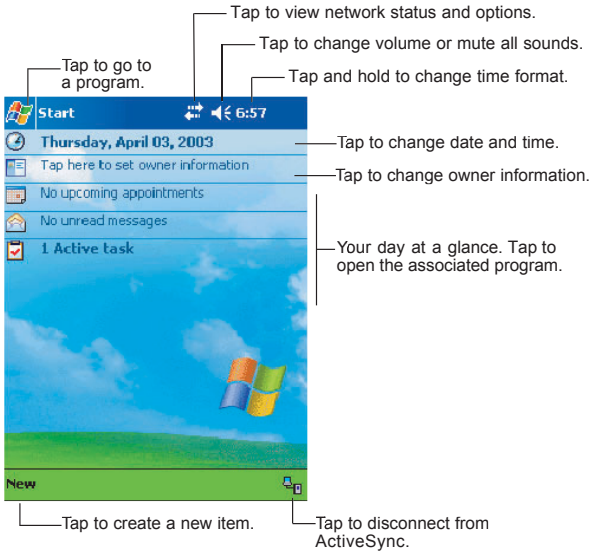 Tap to view network status and options.
Tap to change volume or mute all sounds.
Tap to go to
a program.
Tap and hold to change time format.
Start
6:57
Thursday, April 03, 2003
Tap to change date and time.
Tap here to set owner information
Tap to change owner information.
No upcoming appointments
No unread messages
1 Active task
Your day at a glance. Tap to
open the associated program.
New
Tap to create a new item.
Tap to disconnect from
ActiveSync.